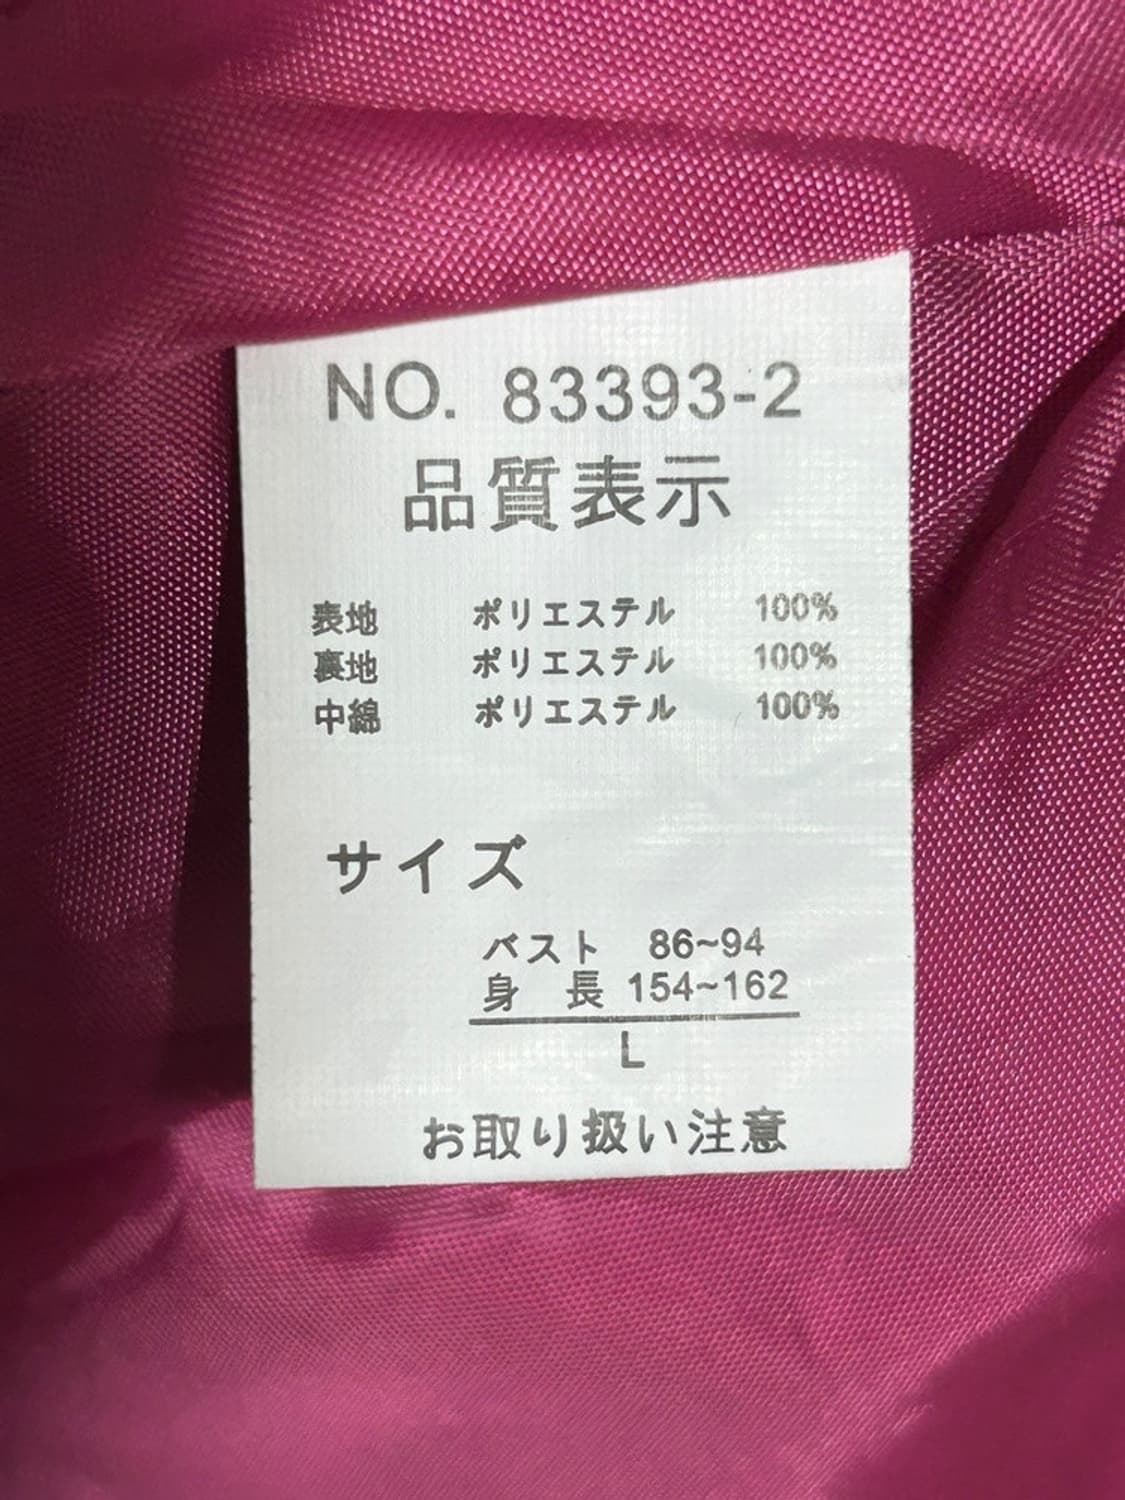 NO. 83393-2
品質表示
表地 ポリエステル 100%
裏地 ポリエステル 100%
中綿 ポリエステル 100%
サイズ
バスト 86~94
身 長 154~162
L
お取り扱い注意